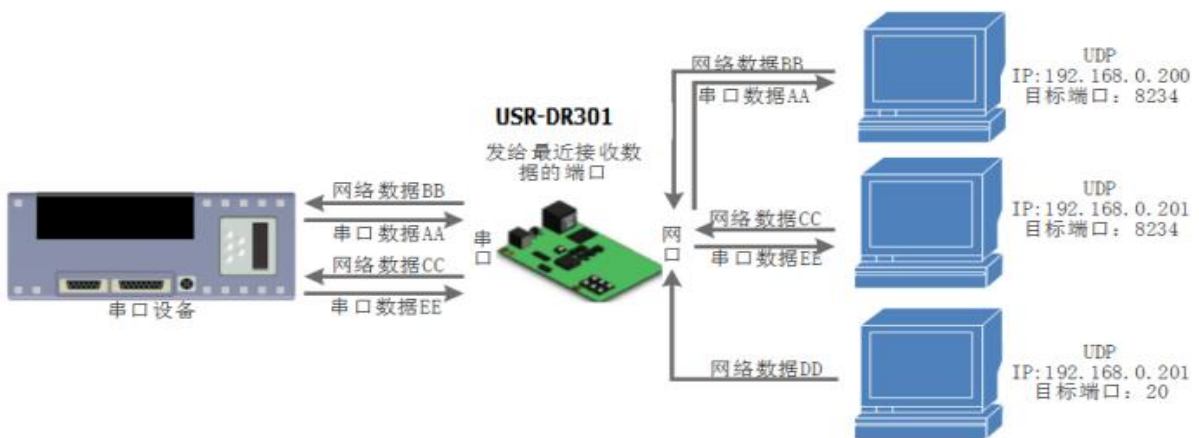 网络数据BB
串口数据AA
UDP
IP:192.168.0.200
目标端口：8234
USR-DR301
发给最近接收数
据的端口
网络数据BB
串口数据AA
网络数据CC
串口数据EE
串口设备
串口
网口
网络数据CC
串口数据EE
UDP
IP:192.168.0.201
目标端口：8234
网络数据DD
UDP
IP:192.168.0.201
目标端口：20